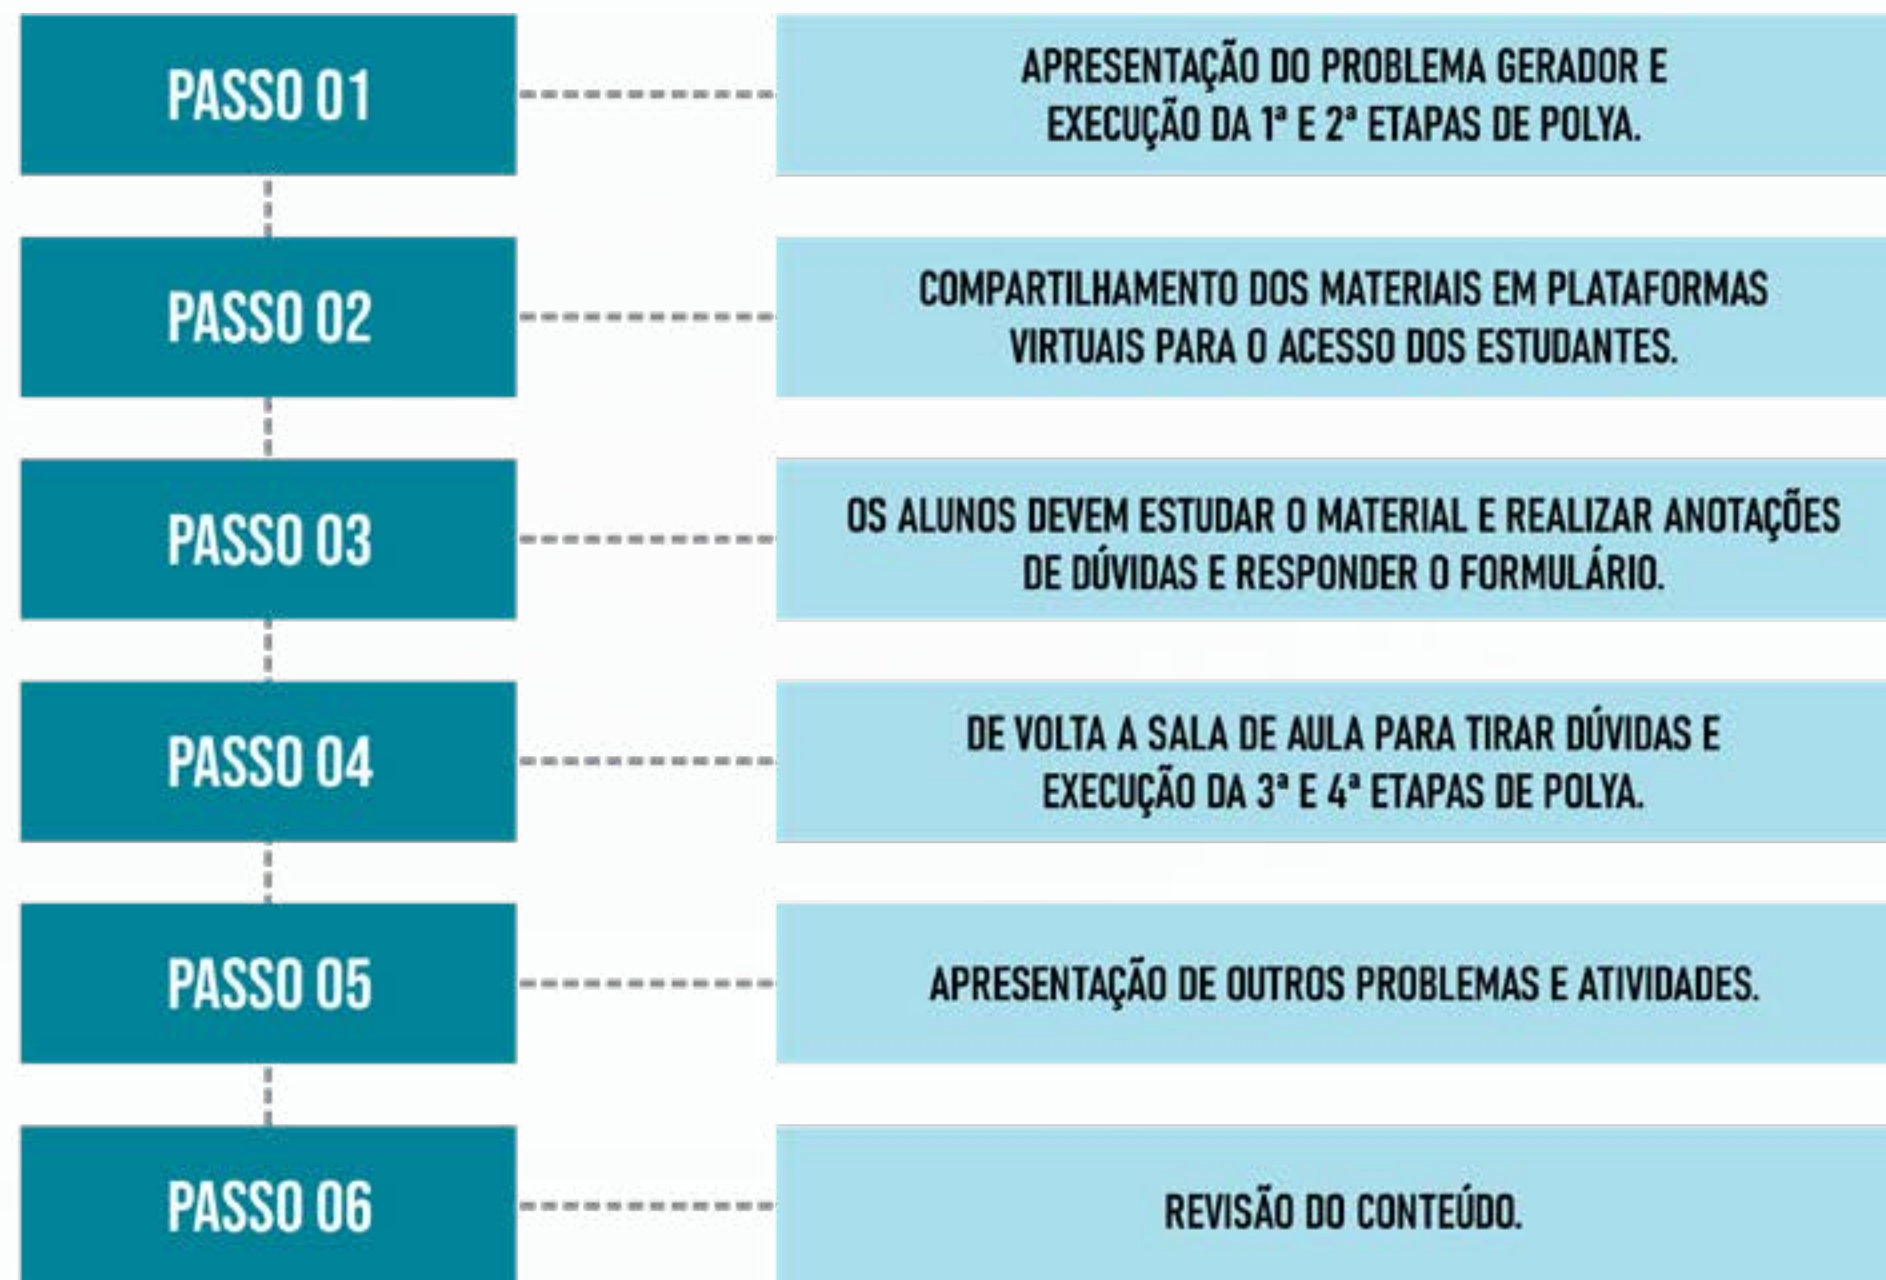 PASSO 01
APRESENTAÇÃO DO PROBLEMA GERADOR E
EXECUÇÃO DA 1ª E 2ª ETAPAS DE POLYA.
PASSO 02
COMPARTILHAMENTO DOS MATERIAIS EM PLATAFORMAS
VIRTUAIS PARA O ACESSO DOS ESTUDANTES.
PASSO 03
OS ALUNOS DEVEM ESTUDAR O MATERIAL E REALIZAR ANOTAÇÕES
DE DÚVIDAS E RESPONDER O FORMULÁRIO.
PASSO 04
DE VOLTA A SALA DE AULA PARA TIRAR DÚVIDAS E
EXECUÇÃO DA 3ª E 4ª ETAPAS DE POLYA.
PASSO 05
APRESENTAÇÃO DE OUTROS PROBLEMAS E ATIVIDADES.
PASSO 06
REVISÃO DO CONTEÚDO.